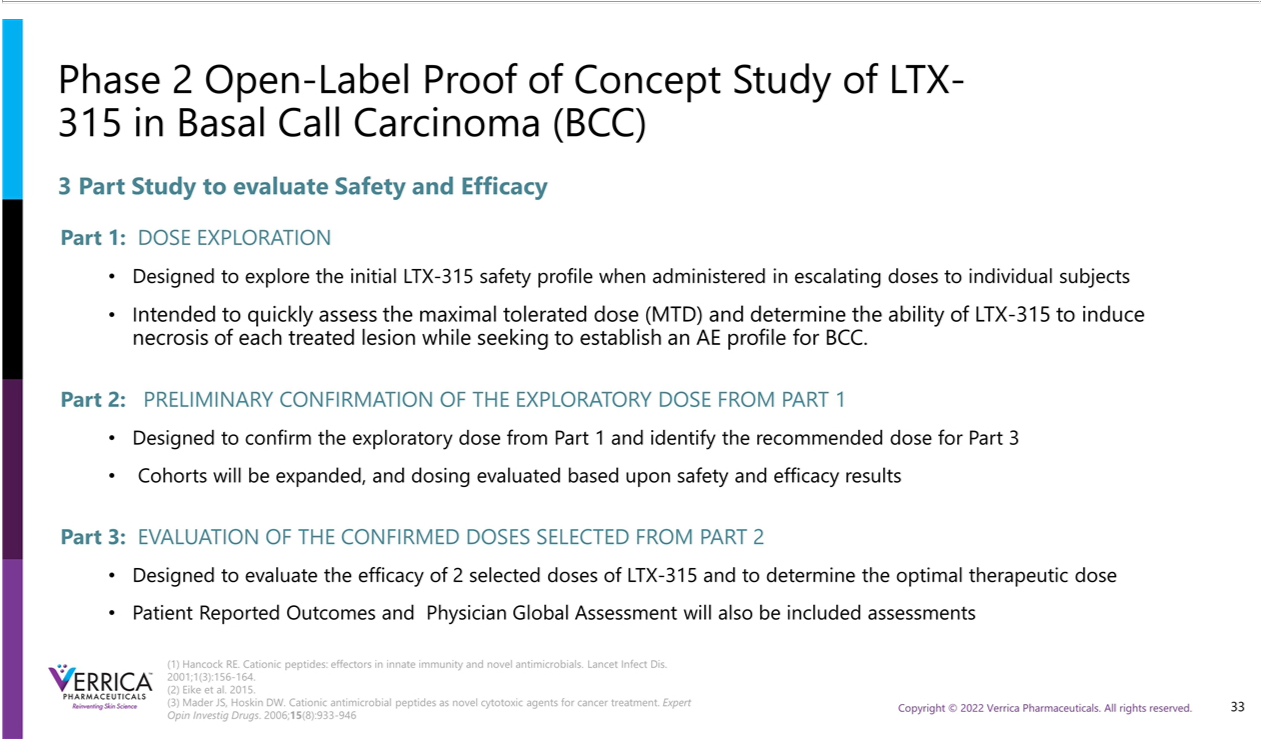 Phase 2 Open-Label Proof of Concept Study of LTX-
315 in Basal Call Carcinoma (BCC)
3 Part Study to evaluate Safety and Efficacy
Part 1: DOSE EXPLORATION
• Designed to explore the initial LTX-315 safety profile when administered in escalating doses to individual subjects
• Intended to quickly assess the maximal tolerated dose (MTD) and determine the ability of LTX-315 to induce
necrosis of each treated lesion while seeking to establish an AE profile for BCC.
Part 2: PRELIMINARY CONFIRMATION OF THE EXPLORATORY DOSE FROM PART 1
• Designed to confirm the exploratory dose from Part 1 and identify the recommended dose for Part 3
• Cohorts will be expanded, and dosing evaluated based upon safety and efficacy results
Part 3: EVALUATION OF THE CONFIRMED DOSES SELECTED FROM PART 2
• Designed to evaluate the efficacy of 2 selected doses of LTX-315 and to determine the optimal therapeutic dose
• Patient Reported Outcomes and Physician Global Assessment will also be included assessments
VERRICA™
PHARMACEUTICALS
Reinventing Skin Science
(1) Hancock RE. Cationic peptides: effectors in innate immunity and novel antimicrobials. Lancet Infect Dis.
2001;1(3):156-164.
(2) Eike et al. 2015.
(3) Mader JS, Hoskin DW. Cationic antimicrobial peptides as novel cytotoxic agents for cancer treatment. Expert
Opin Investig Drugs. 2006;15(8):933-946
Copyright © 2022 Verrica Pharmaceuticals. All rights reserved.
33